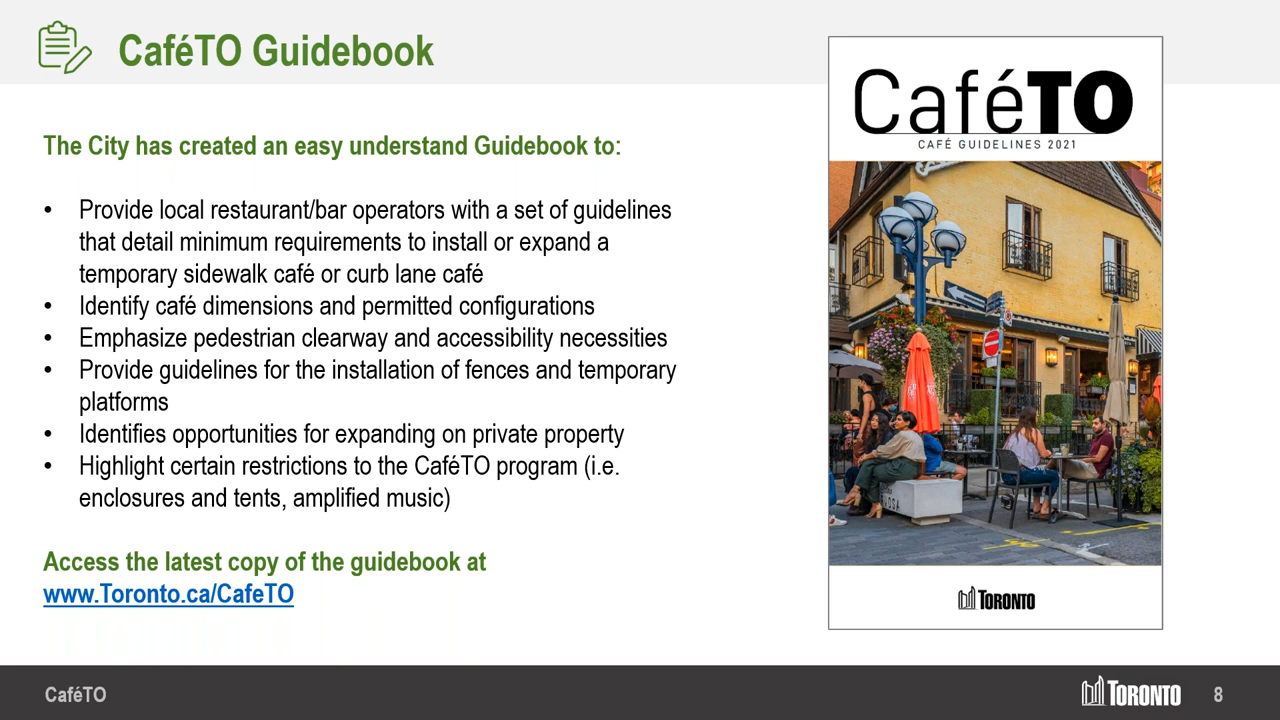 CaféTO Guidebook
The City has created an easy understand Guidebook to:
• Provide local restaurant/bar operators with a set of guidelines
that detail minimum requirements to install or expand a
temporary sidewalk café or curb lane café
• Identify café dimensions and permitted configurations
• Emphasize pedestrian clearway and accessibility necessities
• Provide guidelines for the installation of fences and temporary
platforms
• Identifies opportunities for expanding on private property
• Highlight certain restrictions to the CaféTO program (i.e.
enclosures and tents, amplified music)
Access the latest copy of the guidebook at
www.Toronto.ca/CafeTO
CaféTO
CAFÉ GUIDELINES 2021
TORONTO
CaféTO
TORONTO
8